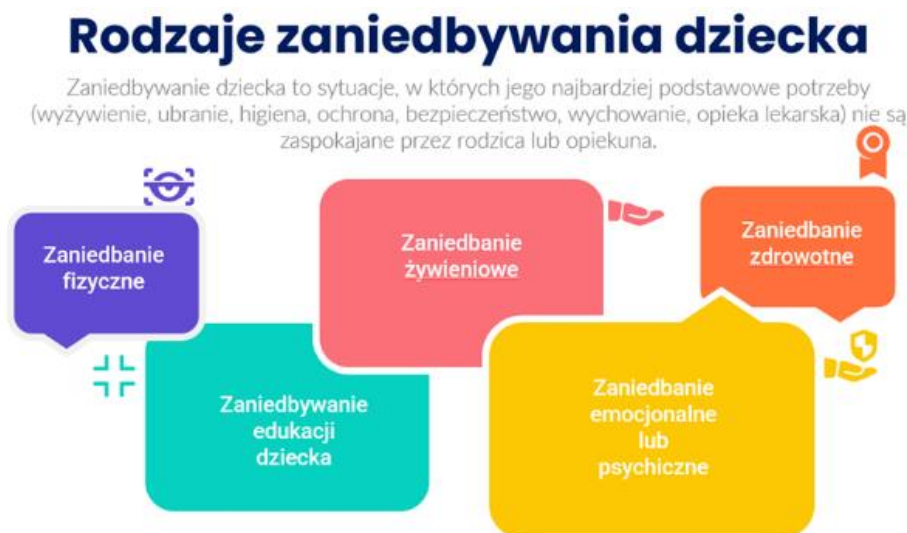 Rodzaje zaniedbywania dziecka
Zaniedbywanie dziecka to sytuacje, w których jego najbardziej podstawowe potrzeby
(wyżywienie, ubranie, higiena, ochrona, bezpieczeństwo, wychowanie, opieka lekarska) nie są
zaspokajane przez rodzica lub opiekuna.
Zaniedbanie
fizyczne
Zaniedbanie
żywieniowe
Zaniedbanie
zdrowotne
Zaniedbywanie
edukacji
dziecka
Zaniedbanie
emocjonalne
lub
psychiczne